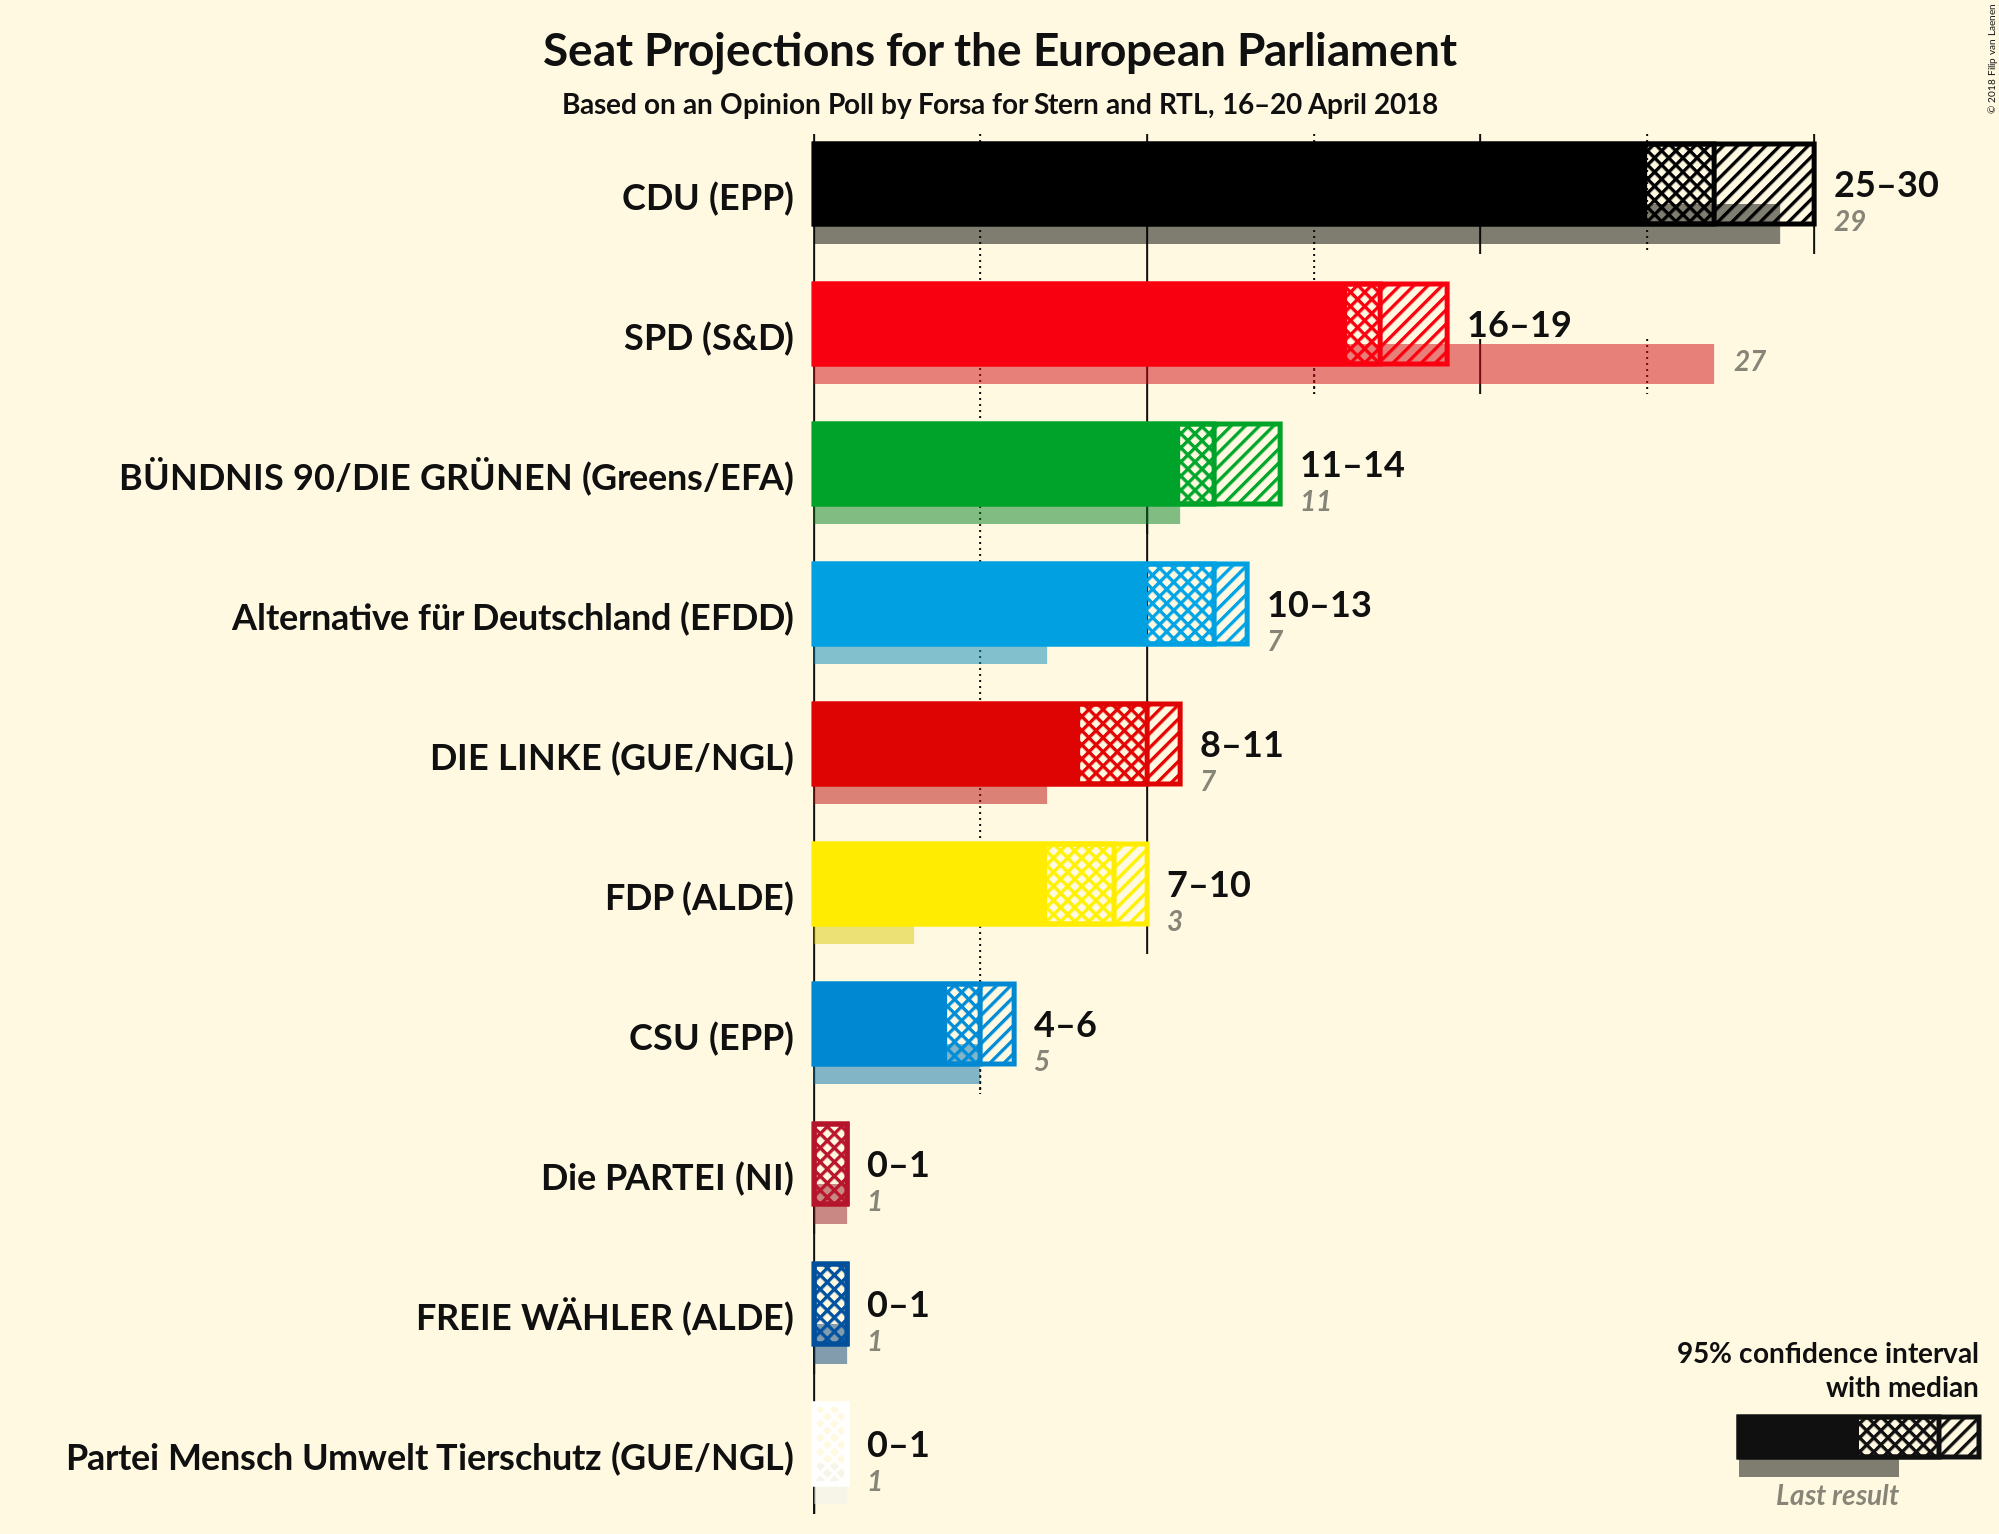 Seat Projections for the European Parliament
Based on an Opinion Poll by Forsa for Stern and RTL, 16–20 April 2018
© 2018 Filip van Laenen
CDU (EPP)
25–30
29
SPD (S&D)
16–19
27
BÜNDNIS 90/DIE GRÜNEN (Greens/EFA)
11–14
11
Alternative für Deutschland (EFDD)
10–13
7
DIE LINKE (GUE/NGL)
8–11
7
FDP (ALDE)
7–10
3
CSU (EPP)
4–6
5
Die PARTEI (NI)
0–1
1
FREIE WÄHLER (ALDE)
0–1
1
Partei Mensch Umwelt Tierschutz (GUE/NGL)
0–1
1
95% confidence interval
with median
Last result